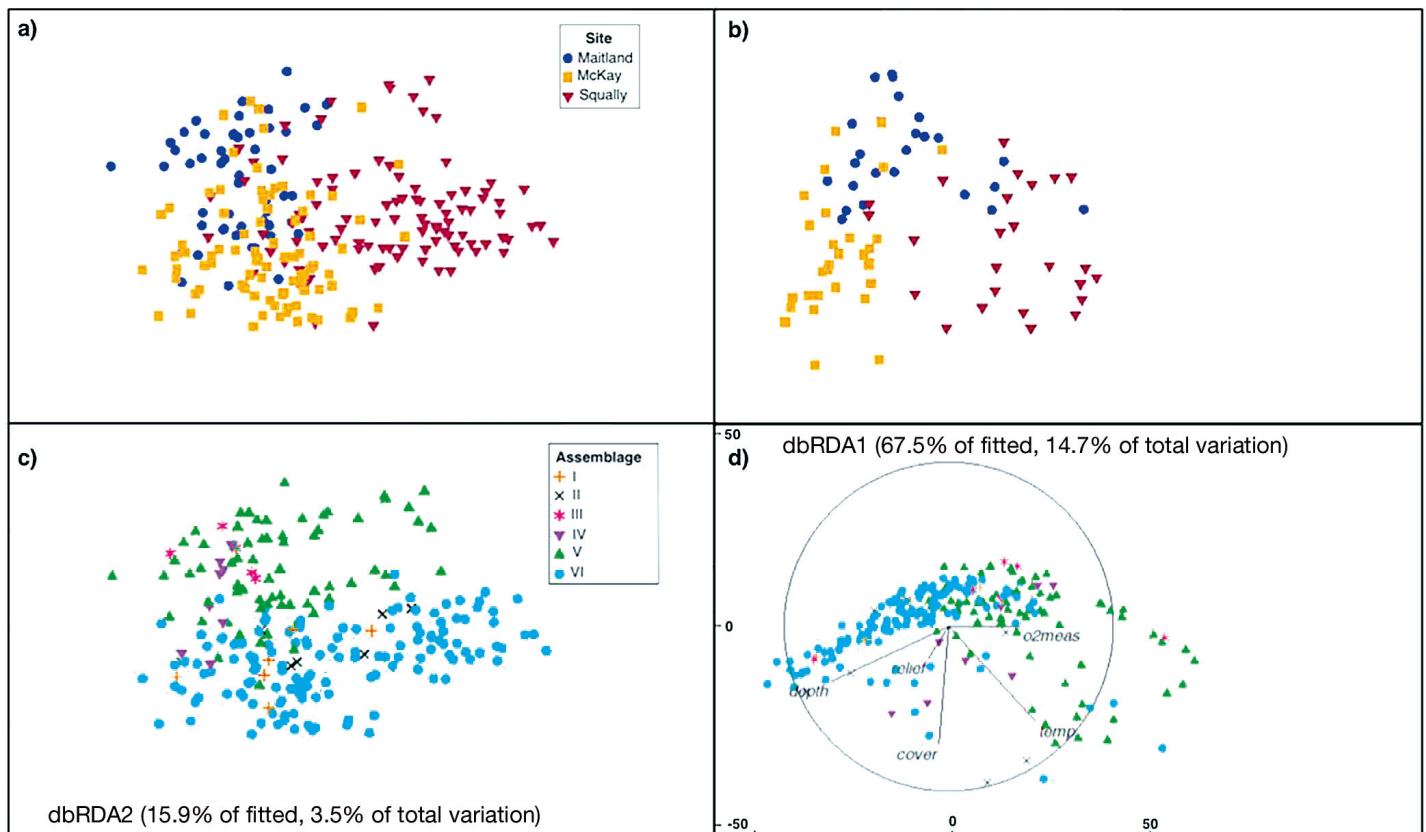 a)
Site
Maitland
McKay
Squally
b)
c)
Assemblage
I
II
III
IV
V
VI
dbRDA2 (15.9% of fitted, 3.5% of total variation)
d)
50
dbRDA1 (67.5% of fitted, 14.7% of total variation)
0
o2meas
relief
depth
temp
cover
-50
0
50